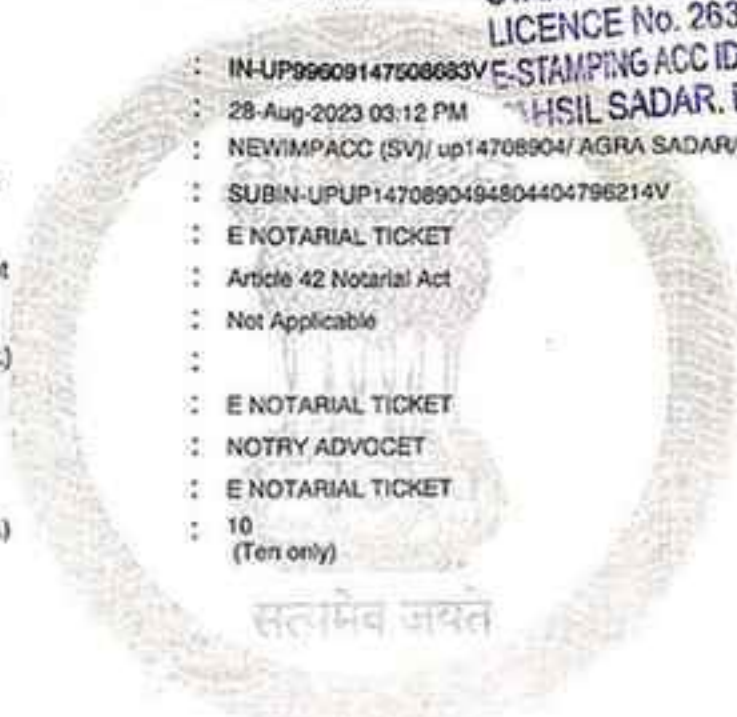 LICENCE No. 263
: IN-UP99609147508683V E-STAMPING ACC ID
: 28-Aug-2023 03:12 PM HSIL SADAR.
: NEWIMPACC (SV)/ up14708904/ AGRA SADAR/
: SUBIN-UPUP1470890494804404796214V
: E NOTARIAL TICKET
: Article 42 Notarial Act
: Not Applicable
:
: E NOTARIAL TICKET
: NOTRY ADVOCET
: E NOTARIAL TICKET
: 10
(Ten only)
सत्यमेव जयते